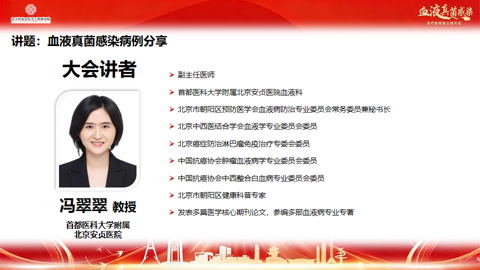 血液真菌感染
讲题：血液真菌感染病例分享
大会讲者
冯翠翠 教授
首都医科大学附属
北京安贞医院
副主任医师
首都医科大学附属北京安贞医院血液科
北京市朝阳区预防医学会血液病防治专业委员会常务委员兼秘书长
北京中西医结合学会血液学专业委员会委员
北京癌症防治淋巴瘤免疫治疗专委会委员
中国抗癌协会肿瘤血液病学专业委员会委员
中国抗癌协会中西整合白血病专业委员会委员
北京市朝阳区健康科普专家
发表多篇医学核心期刊论文，参编多部血液病专业专著